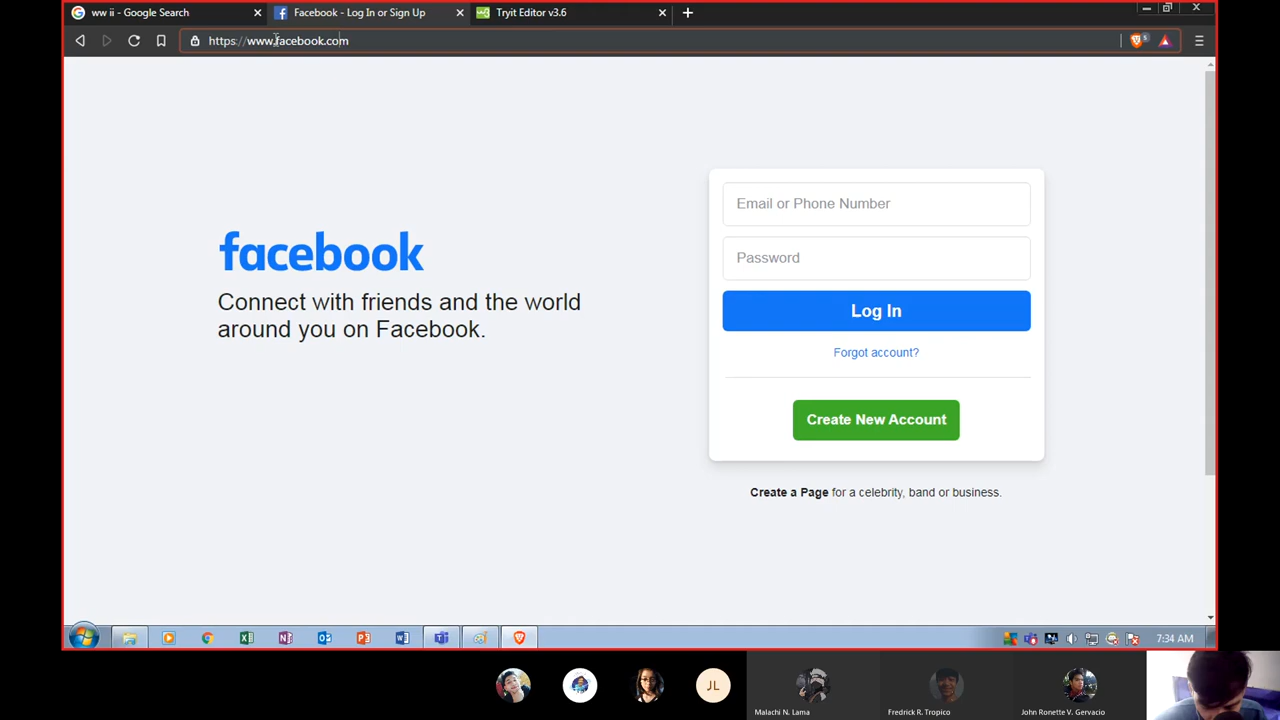 ww ii - Google Search
Facebook - Log In or Sign Up
Tryit Editor v3.6
https://www.facebook.com
5
facebook
Connect with friends and the world
around you on Facebook.
Email or Phone Number
Password
Log In
Forgot account?
Create New Account
Create a Page for a celebrity, band or business.
7:34 AM
JL
Malachi N. Lama
Fredrick R. Tropico
John Ronette V. Gervacio